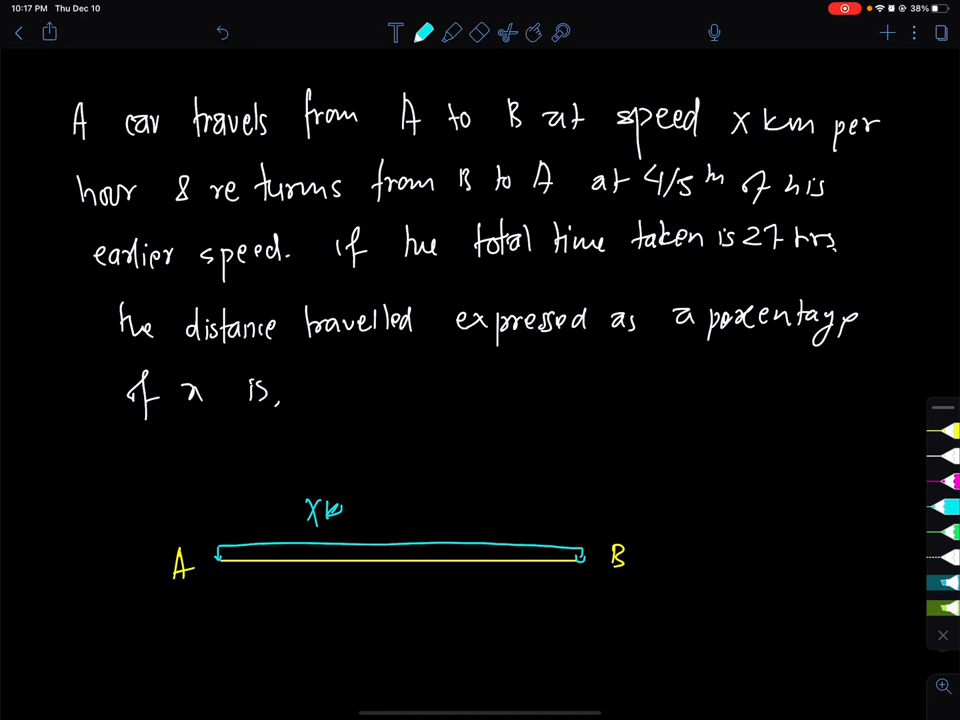 10:17 PM Thu Dec 10
38%
A car travels from A to B at speed x km per
hour & returns from B to A at 4/5th of his
earlier speed. If the total time taken is 27 hrs,
the distance travelled expressed as a percentage
of x is,
xk
A B